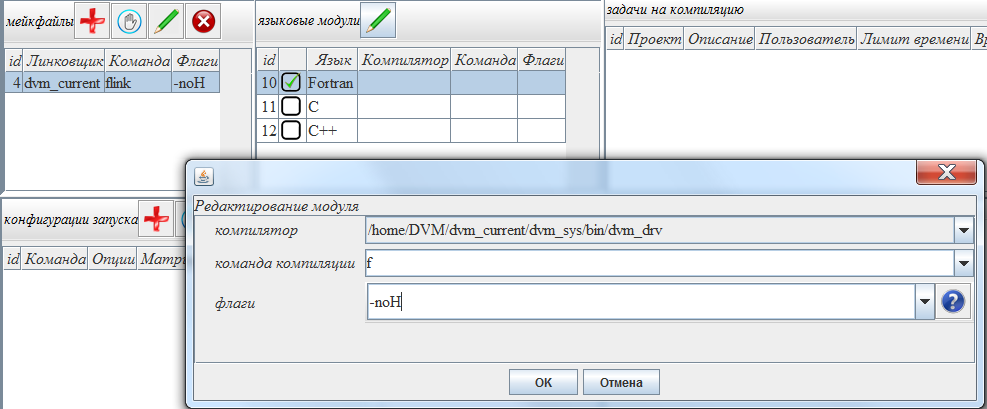 мейкфайлы
id Линковщик Команда Флаги
4 dvm_current flink -noH
языковые модули
id Язык Компилятор Команда Флаги
10 Fortran
11 C
12 C++
задачи на компиляцию
id Проект Описание Пользователь Лимит времени Вр
конфигурации запуска
id Команда Опции Матри
Редактирование модуля
компилятор /home/DVM/dvm_current/dvm_sys/bin/dvm_drv
команда компиляции f
флаги -noH
OK Отмена